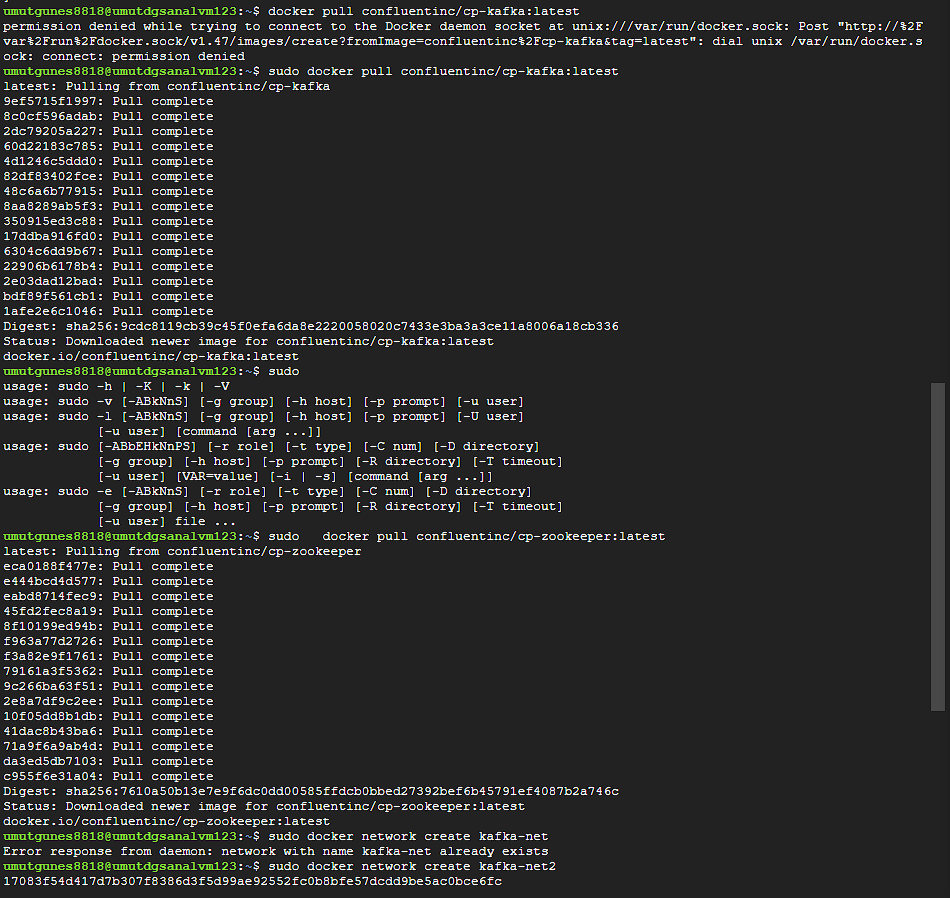 umutgunes8818@umutdgsanalvm123:~$ docker pull confluentinc/cp-kafka:latest
permission denied while trying to connect to the Docker daemon socket at unix:///var/run/docker.sock: Post "http://%2F
var%2Frun%2Fdocker.sock/v1.47/images/create?fromImage=confluentinc%2Fcp-kafka&tag=latest": dial unix /var/run/docker.s
ock: connect: permission denied
umutgunes8818@umutdgsanalvm123:~$ sudo docker pull confluentinc/cp-kafka:latest
latest: Pulling from confluentinc/cp-kafka
9ef5715f1997: Pull complete
8c0cf596adab: Pull complete
2dc79205a227: Pull complete
60d22183c785: Pull complete
4d1246c5ddd0: Pull complete
82df83402fce: Pull complete
48c6a6b77915: Pull complete
8aa8289ab5f3: Pull complete
350915ed3c88: Pull complete
17ddba916fd0: Pull complete
6304c6dd9b67: Pull complete
22906b6178b4: Pull complete
2e03dad12bad: Pull complete
bdf89f561cb1: Pull complete
1afe2e6c1046: Pull complete
Digest: sha256:9cdc8119cb39c45f0efa6da8e2220058020c7433e3ba3a3ce11a8006a18cb336
Status: Downloaded newer image for confluentinc/cp-kafka:latest
docker.io/confluentinc/cp-kafka:latest
umutgunes8818@umutdgsanalvm123:~$ sudo
usage: sudo -h | -K | -k | -V
usage: sudo -v [-ABkNnS] [-g group] [-h host] [-p prompt] [-u user]
usage: sudo -l [-ABkNnS] [-g group] [-h host] [-p prompt] [-U user]
            [-u user] [command [arg ...]]
usage: sudo [-ABbEHkNnPS] [-r role] [-t type] [-C num] [-D directory]
            [-g group] [-h host] [-p prompt] [-R directory] [-T timeout]
            [-u user] [VAR=value] [-i | -s] [command [arg ...]]
usage: sudo -e [-ABkNnS] [-r role] [-t type] [-C num] [-D directory]
            [-g group] [-h host] [-p prompt] [-R directory] [-T timeout]
            [-u user] file ...
umutgunes8818@umutdgsanalvm123:~$ sudo   docker pull confluentinc/cp-zookeeper:latest
latest: Pulling from confluentinc/cp-zookeeper
eca0188f477e: Pull complete
e444bcd4d577: Pull complete
eabd8714fec9: Pull complete
45fd2fec8a19: Pull complete
8f10199ed94b: Pull complete
f963a77d2726: Pull complete
f3a82e9f1761: Pull complete
79161a3f5362: Pull complete
9c266ba63f51: Pull complete
2e8a7df9c2ee: Pull complete
10f05dd8b1db: Pull complete
41dac8b43ba6: Pull complete
71a9f6a9ab4d: Pull complete
da3ed5db7103: Pull complete
c955f6e31a04: Pull complete
Digest: sha256:7610a50b13e7e9f6dc0dd00585ffdcb0bbed27392bef6b45791ef4087b2a746c
Status: Downloaded newer image for confluentinc/cp-zookeeper:latest
docker.io/confluentinc/cp-zookeeper:latest
umutgunes8818@umutdgsanalvm123:~$ sudo docker network create kafka-net
Error response from daemon: network with name kafka-net already exists
umutgunes8818@umutdgsanalvm123:~$ sudo docker network create kafka-net2
17083f54d417d7b307f8386d3f5d99ae92552fc0b8bfe57dcdd9be5ac0bce6fc